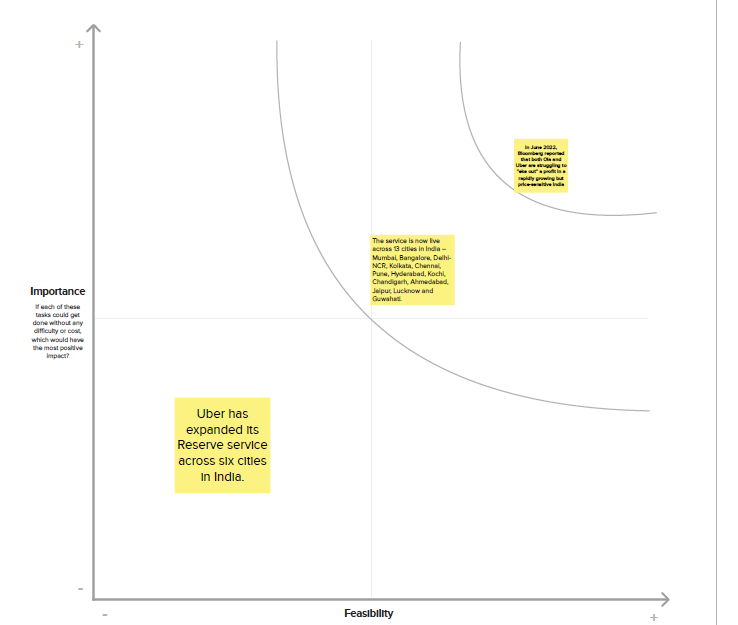 +
In June 2022,
Bloomberg reported
that both Ola and
Uber are struggling to
"eke out" a profit in a
rapidly growing but
price-sensitive India
The service is now live
across 13 cities in India –
Mumbai, Bangalore, Delhi-
NCR, Kolkata, Chennai,
Pune, Hyderabad, Kochi,
Chandigarh, Ahmedabad,
Jaipur, Lucknow and
Guwahati.
Importance
If each of these
tasks could get
done without any
difficulty or cost,
which would have
the most positive
impact?
Uber has
expanded its
Reserve service
across six cities
in India.
-
-
Feasibility
+